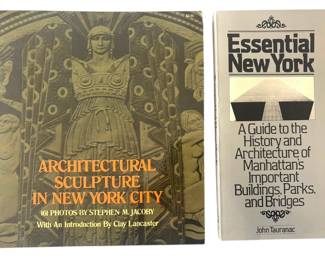 ARCHITECTURAL
SCULPTURE
IN NEW YORK CITY
161 PHOTOS BY STEPHEN M. JACOBY
With An Introduction By Clay Lancaster
Essential
New York
A Guide to the
History and
Architecture of
Manhattan's
Important
Buildings, Parks,
and Bridges
John Tauranac